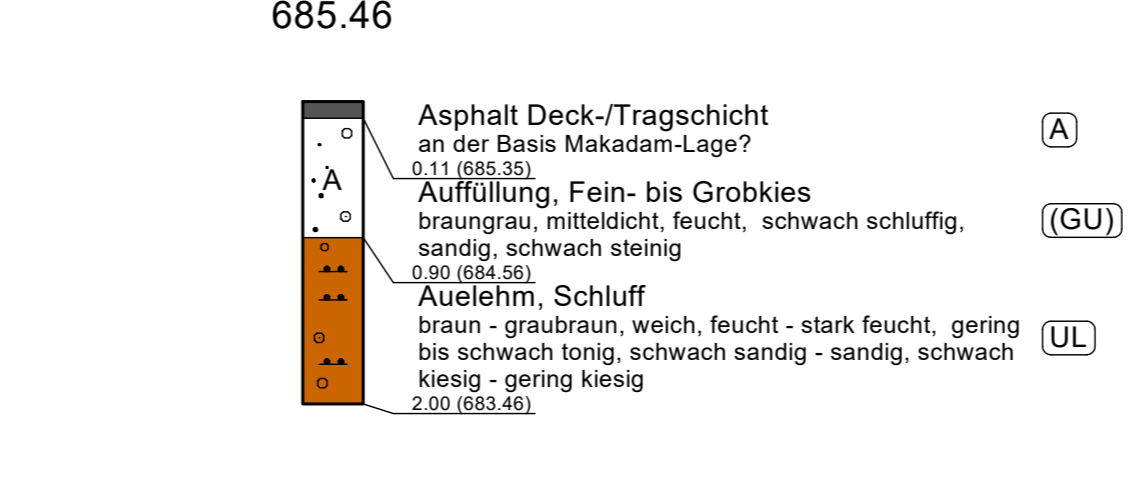 685.46
Asphalt Deck-/Tragschicht
an der Basis Makadam-Lage?
A
0.11 (685.35)
A
Auffüllung, Fein- bis Grobkies
braungrau, mitteldicht, feucht,  schwach schluffig,
(GU)
sandig, schwach steinig
0.90 (684.56)
Auelehm, Schluff
braun - graubraun, weich, feucht - stark feucht,  gering
UL
bis schwach tonig, schwach sandig - sandig, schwach
kiesig - gering kiesig
2.00 (683.46)